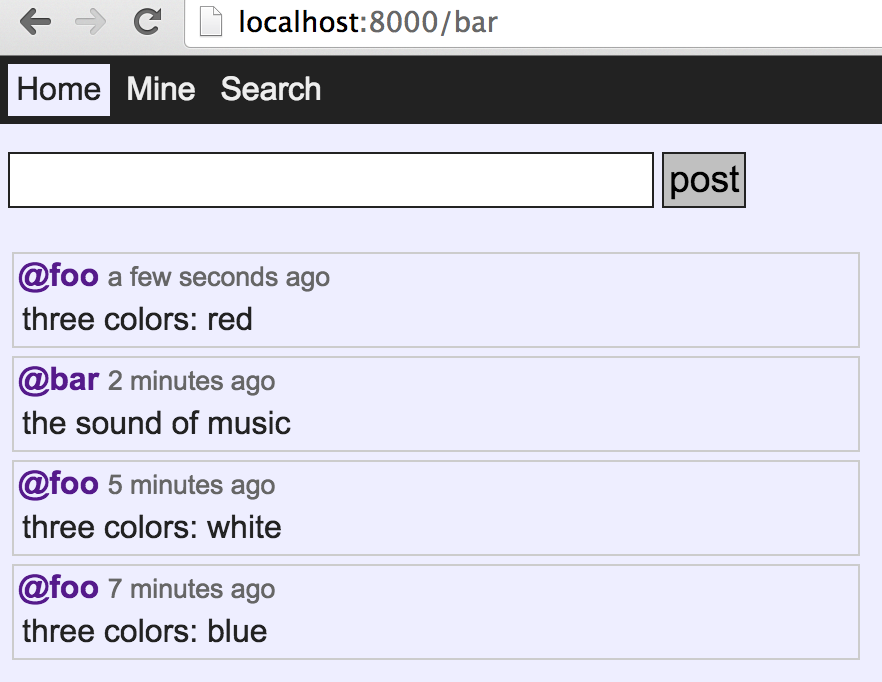 localhost:8000/bar
Home Mine Search
post
@foo a few seconds ago
three colors: red
@bar 2 minutes ago
the sound of music
@foo 5 minutes ago
three colors: white
@foo 7 minutes ago
three colors: blue